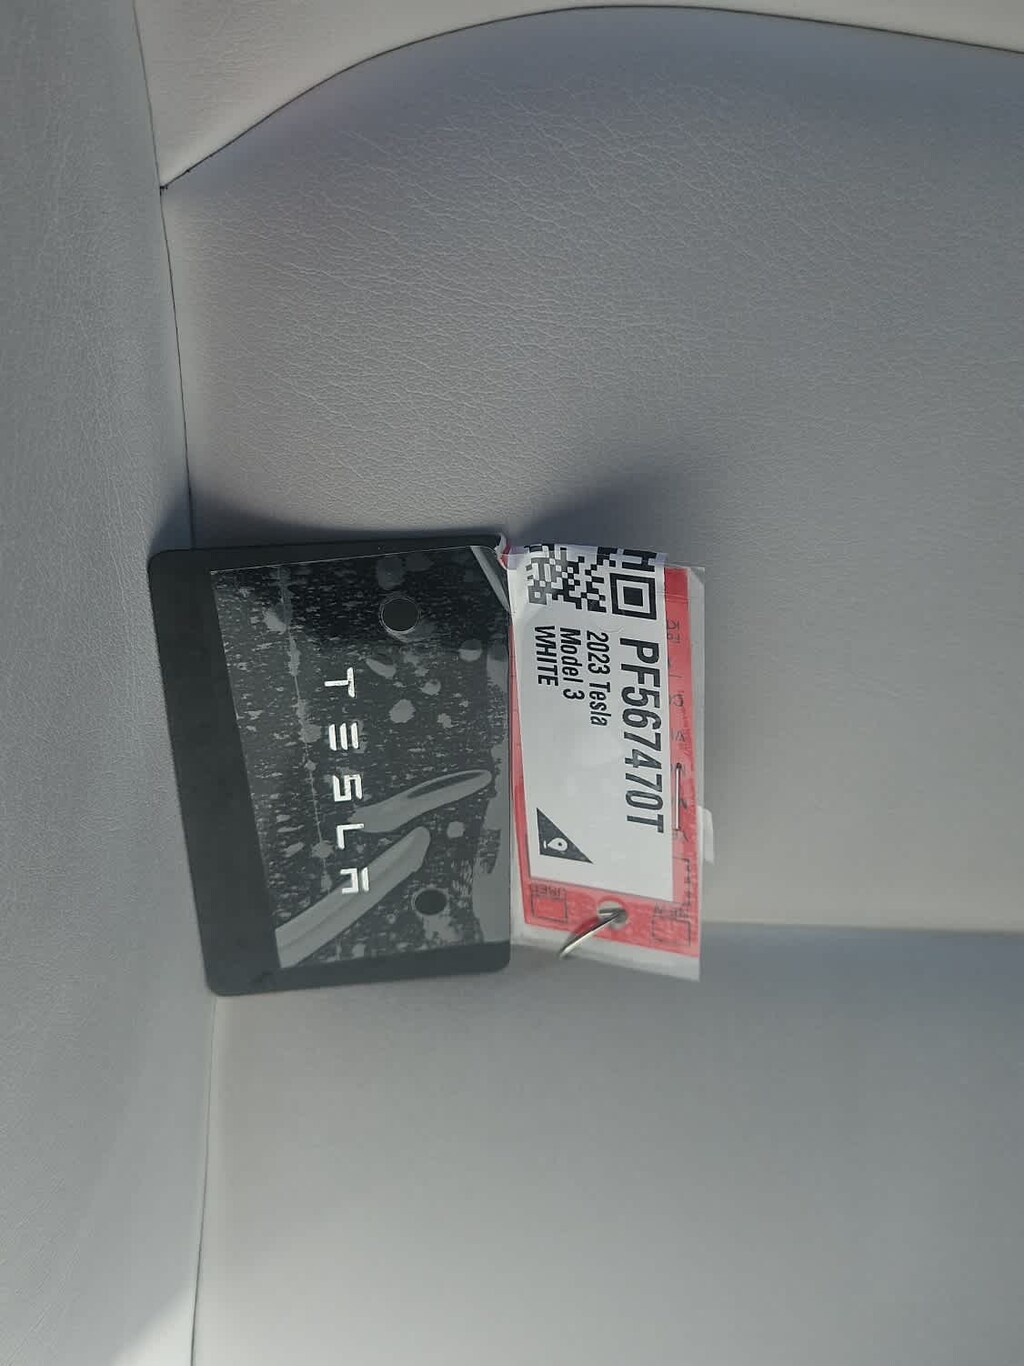 TESLA
PF567470T
2023 Tesla
Model 3
WHITE